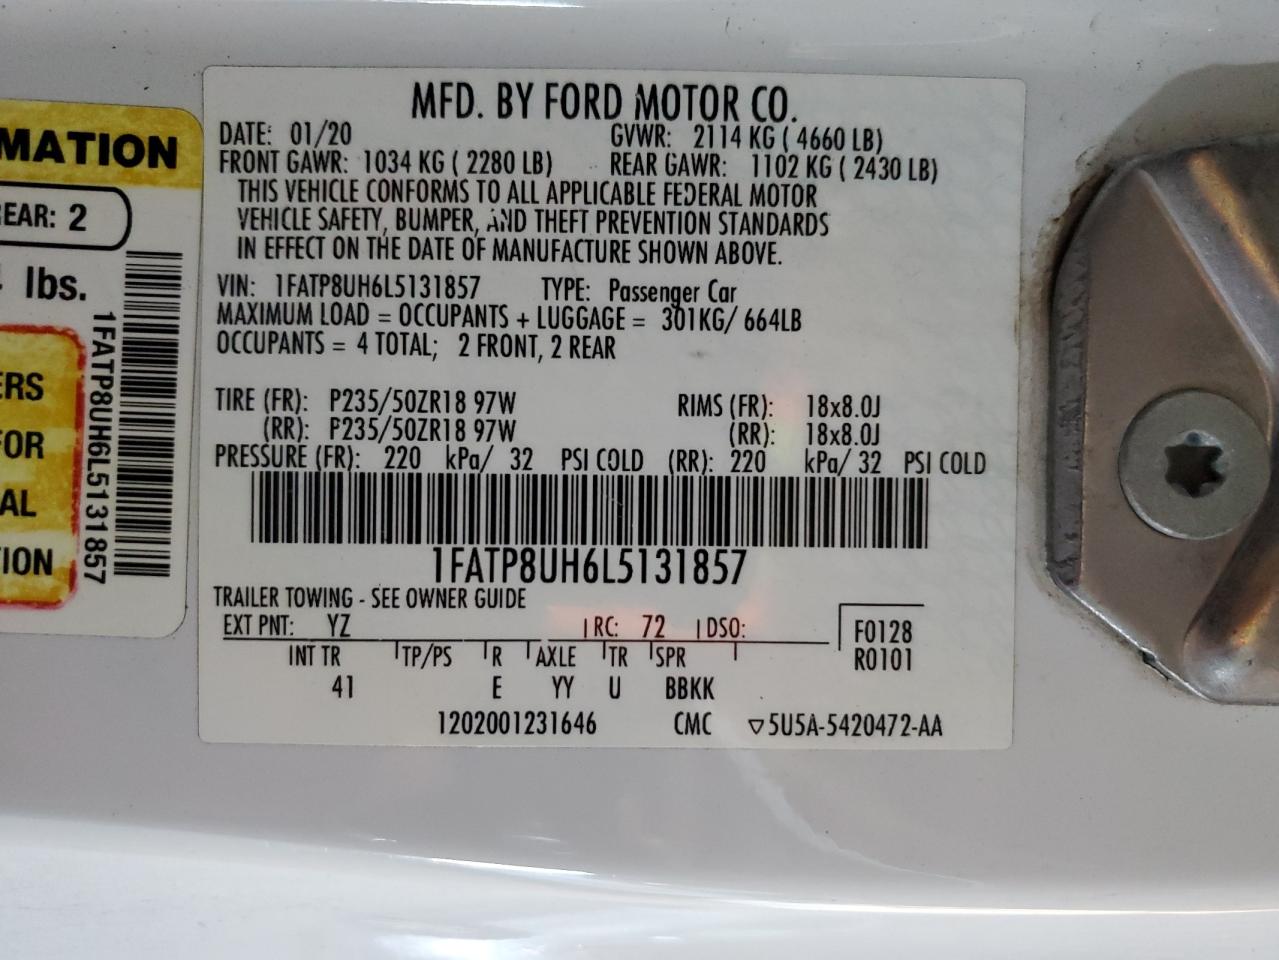 MATION
EAR: 2
lbs.
ERS
FOR
AL
TION
1FATP8UH6L5131857
MFD. BY FORD MOTOR CO.
DATE: 01/20 GVWR: 2114 KG ( 4660 LB)
FRONT GAWR: 1034 KG ( 2280 LB) REAR GAWR: 1102 KG ( 2430 LB)
THIS VEHICLE CONFORMS TO ALL APPLICABLE FEDERAL MOTOR
VEHICLE SAFETY, BUMPER, AND THEFT PREVENTION STANDARDS
IN EFFECT ON THE DATE OF MANUFACTURE SHOWN ABOVE.
VIN: 1FATP8UH6L5131857 TYPE: Passenger Car
MAXIMUM LOAD = OCCUPANTS + LUGGAGE = 301KG/ 664LB
OCCUPANTS = 4 TOTAL; 2 FRONT, 2 REAR
TIRE (FR): P235/50ZR18 97W RIMS (FR): 18x8.0J
(RR): P235/50ZR18 97W (RR): 18x8.0J
PRESSURE (FR): 220 kPa/ 32 PSI COLD (RR): 220 kPa/ 32 PSI COLD
1FATP8UH6L5131857
TRAILER TOWING - SEE OWNER GUIDE
EXT PNT: YZ RC: 72 DSO: F0128
INT TR TP/PS R AXLE TR SPR R0101
41 E YY U BBKK
1202001231646 CMC ▽5U5A-5420472-AA